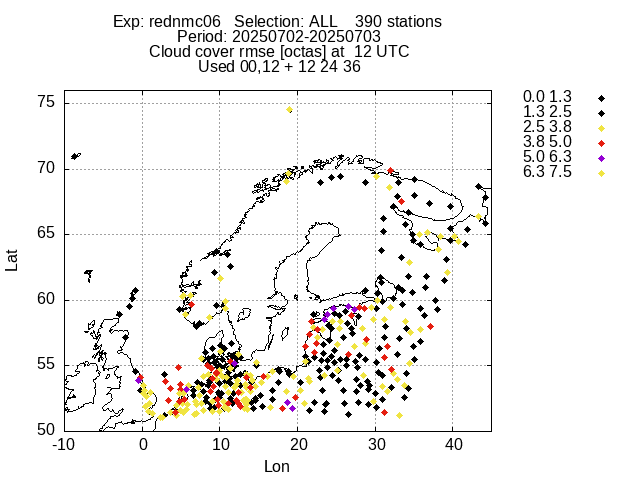 Exp: rednmc06 Selection: ALL 390 stations
Period: 20250702-20250703
Cloud cover rmse [octas] at 12 UTC
Used 00,12 + 12 24 36
0.0 1.3
1.3 2.5
2.5 3.8
3.8 5.0
5.0 6.3
6.3 7.5
75
70
65
60
55
50
Lat
-10 0 10 20 30 40
Lon